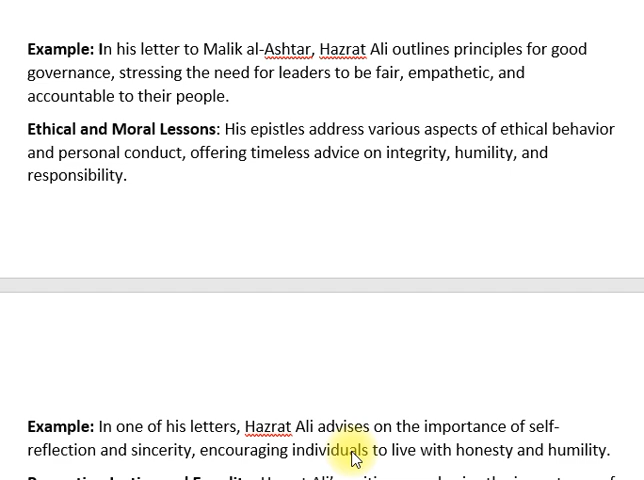 Example: In his letter to Malik al-Ashtar, Hazrat Ali outlines principles for good
governance, stressing the need for leaders to be fair, empathetic, and
accountable to their people.
Ethical and Moral Lessons: His epistles address various aspects of ethical behavior
and personal conduct, offering timeless advice on integrity, humility, and
responsibility.
Example: In one of his letters, Hazrat Ali advises on the importance of self-
reflection and sincerity, encouraging individuals to live with honesty and humility.